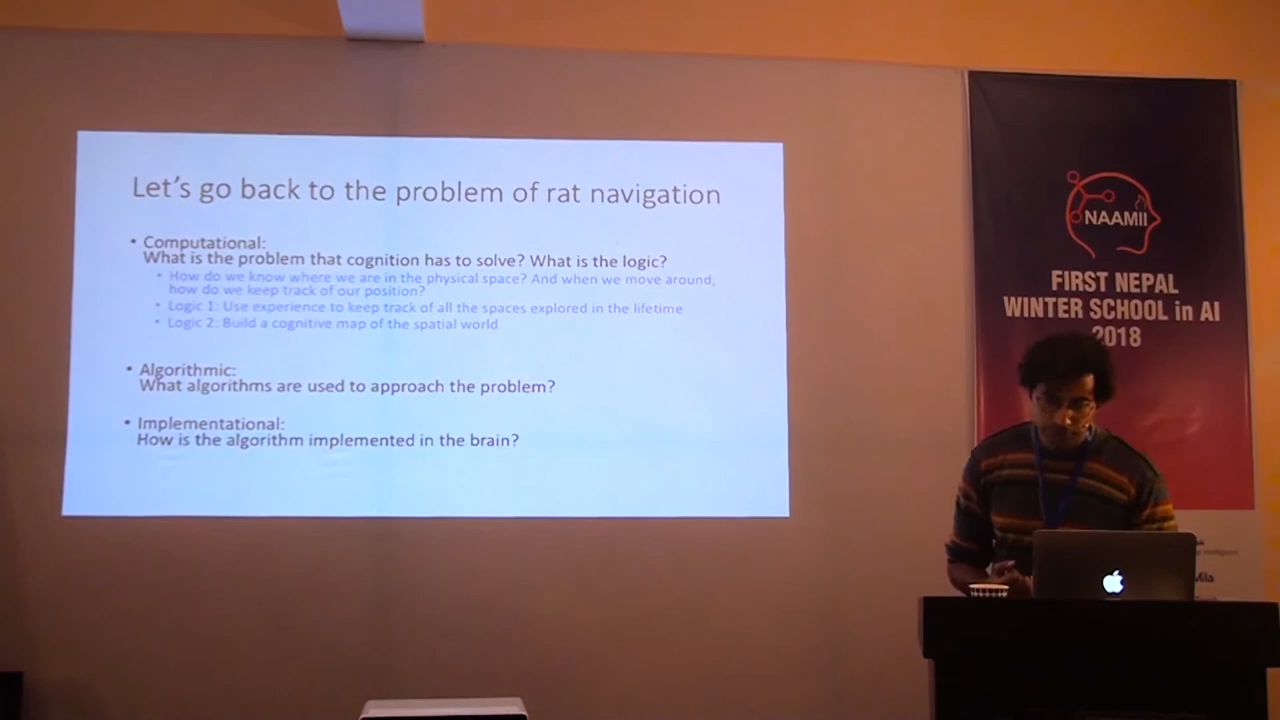 Let's go back to the problem of rat navigation
• Computational:
What is the problem that cognition has to solve? What is the logic?
• How do we know where we are in the physical space? And when we move around,
how do we keep track of our position?
• Logic 1: Use experience to keep track of all the spaces explored in the lifetime
• Logic 2: Build a cognitive map of the spatial world
• Algorithmic:
What algorithms are used to approach the problem?
• Implementational:
How is the algorithm implemented in the brain?
NAAMII
FIRST NEPAL
WINTER SCHOOL in AI
2018
Mila